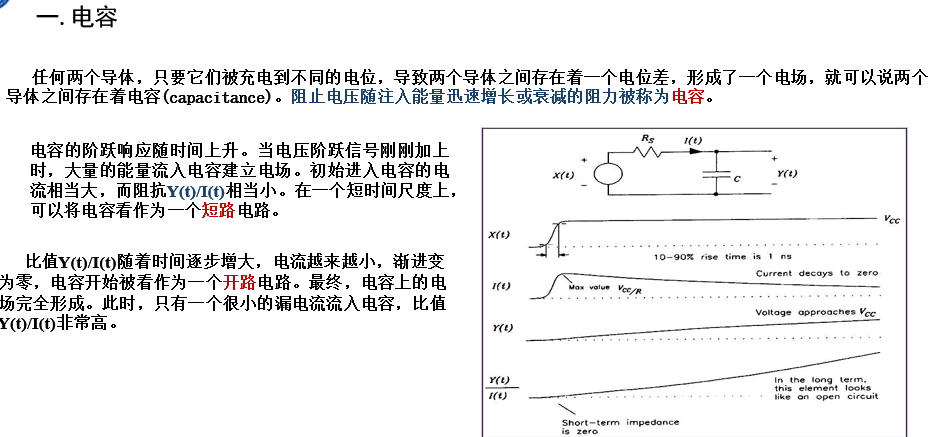 一. 电容
任何两个导体，只要它们被充电到不同的电位，导致两个导体之间存在着一个电位差，形成了一个电场，就可以说两个
导体之间存在着电容(capacitance)。阻止电压随注入能量迅速增长或衰减的阻力被称为电容。
电容的阶跃响应随时间上升。当电压阶跃信号刚刚加上
时，大量的能量流入电容建立电场。初始进入电容的电
流相当大，而阻抗Y(t)/I(t)相当小。在一个短时间尺度上，
可以将电容看作为一个短路电路。
比值Y(t)/I(t)随着时间逐步增大，电流越来越小，渐进变
为零，电容开始被看作为一个开路电路。最终，电容上的电
场完全形成。此时，只有一个很小的漏电流流入电容，比值
Y(t)/I(t)非常高。
RS I(t)
+ +
X(t) C Y(t)
− −
X(t) VCC
10-90% rise time is 1 ns
I(t) Max value VCC/R Current decays to zero
Y(t) Voltage approaches VCC
Y(t)
I(t)
In the long term,
this element looks
like an open circuit
Short-term impedance
is zero